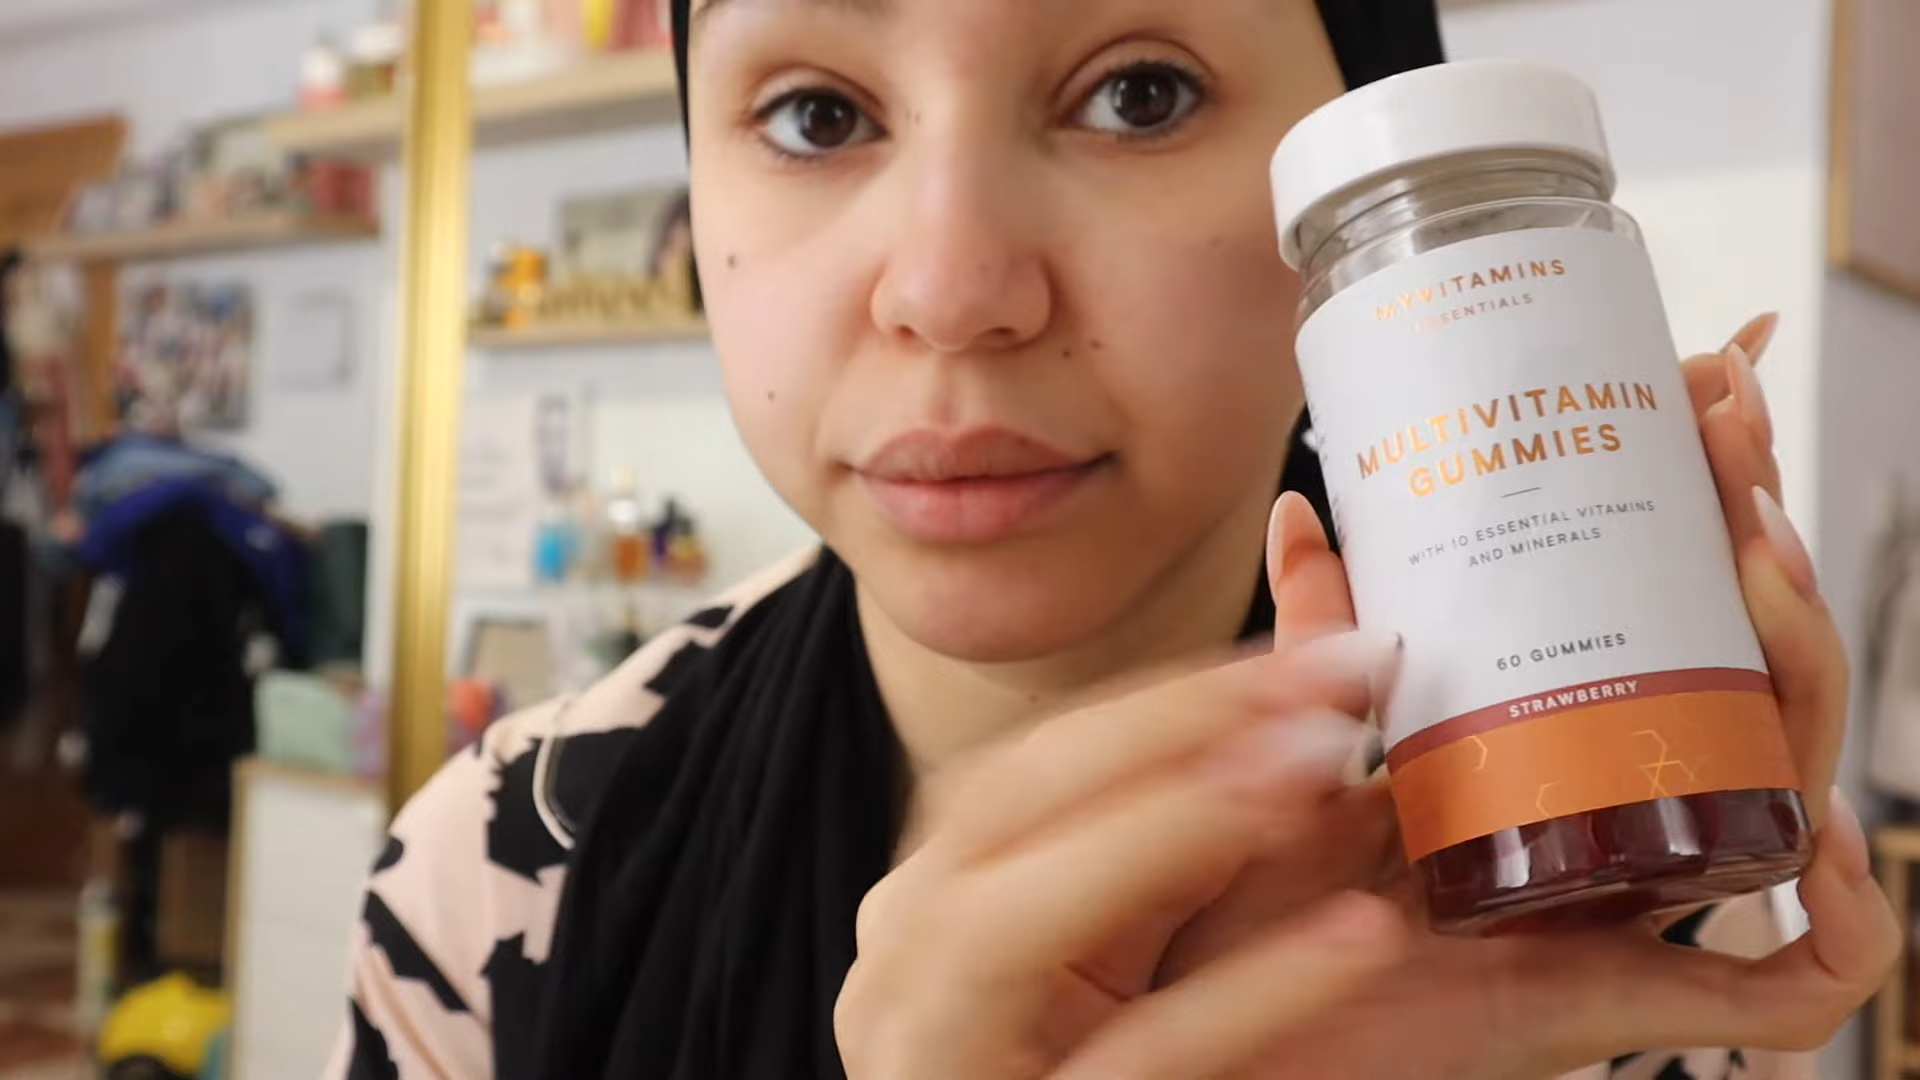 MYVITAMINS
ESSENTIALS
MULTIVITAMIN
GUMMIES
WITH 10 ESSENTIAL VITAMINS
AND MINERALS
60 GUMMIES
STRAWBERRY